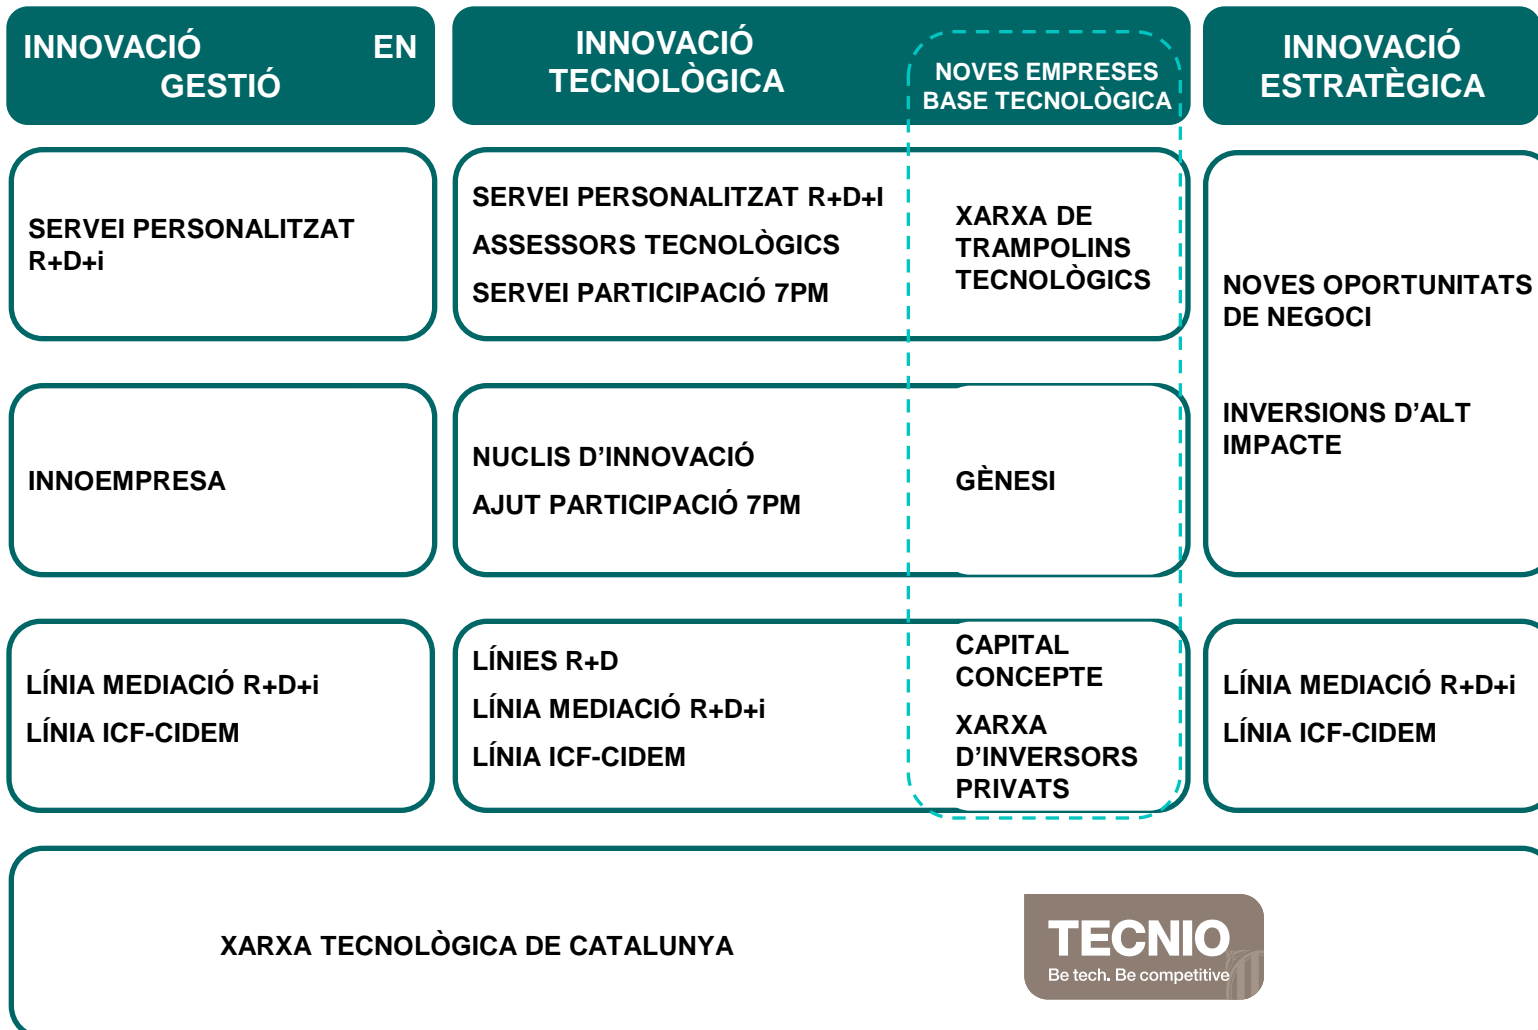 INNOVACIÓ EN
GESTIÓ
INNOVACIÓ
TECNOLÒGICA
NOVES EMPRESES
BASE TECNOLÒGICA
INNOVACIÓ
ESTRATÈGICA
SERVEI PERSONALITZAT
R+D+i
SERVEI PERSONALITZAT R+D+I
ASSESSORS TECNOLÒGICS
SERVEI PARTICIPACIÓ 7PM
XARXA DE
TRAMPOLINS
TECNOLÒGICS
NOVES OPORTUNITATS
DE NEGOCI
INVERSIONS D’ALT
IMPACTE
INNOEMPRESA
NUCLIS D’INNOVACIÓ
AJUT PARTICIPACIÓ 7PM
GÈNESI
LÍNIA MEDIACIÓ R+D+i
LÍNIA ICF-CIDEM
LÍNIES R+D
LÍNIA MEDIACIÓ R+D+i
LÍNIA ICF-CIDEM
CAPITAL
CONCEPTE
XARXA
D’INVERSORS
PRIVATS
LÍNIA MEDIACIÓ R+D+i
LÍNIA ICF-CIDEM
XARXA TECNOLÒGICA DE CATALUNYA
TECNIO
Be tech. Be competitive